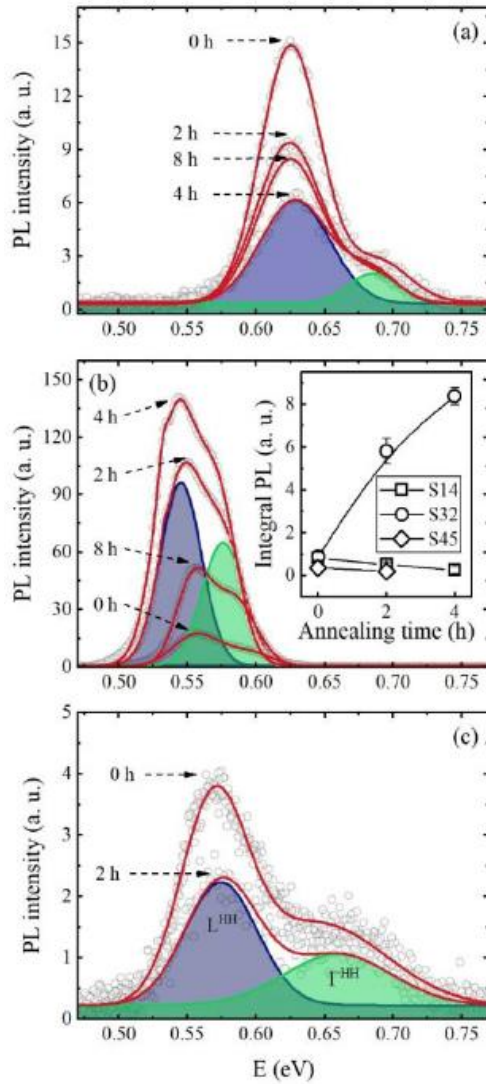 15
12
9
6
3
0
PL intensity (a. u.)
(a)
0 h
2 h
8 h
4 h
0.50 0.55 0.60 0.65 0.70 0.75
150
120
90
60
30
0
PL intensity (a. u.)
(b)
4 h
2 h
8 h
0 h
Integral PL (a. u.)
8
6
4
2
0
S14
S32
S45
0 2 4
Annealing time (h)
0.50 0.55 0.60 0.65 0.70 0.75
5
4
3
2
1
0
PL intensity (a. u.)
(c)
0 h
2 h
L^HH
Γ^HH
0.50 0.55 0.60 0.65 0.70 0.75
E (eV)